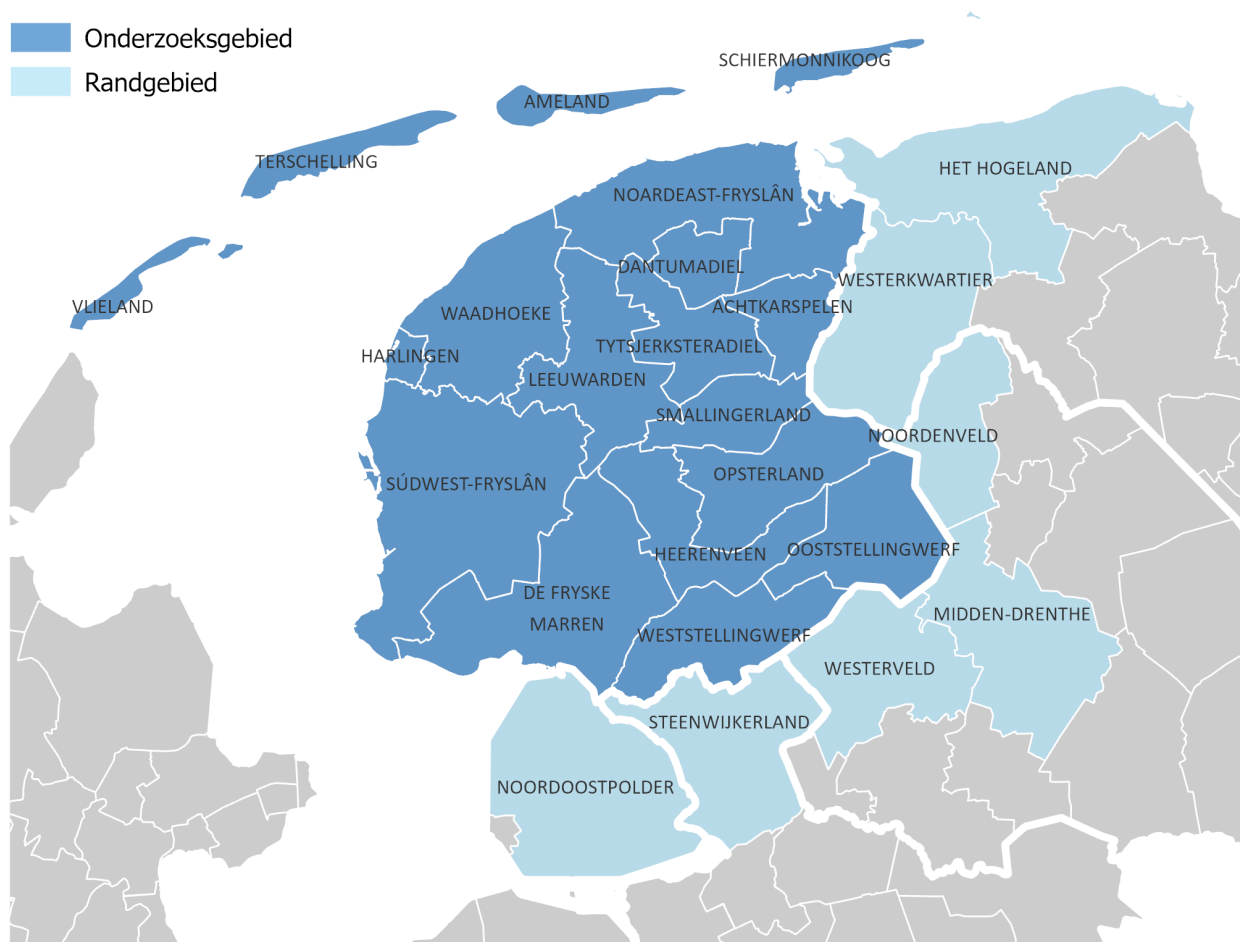 Onderzoeksgebied
Randgebied
SCHIERMONNIKOOG
AMELAND
TERSCHELLING
HET HOGELAND
NOARDEAST-FRYSLÂN
DANTUMADIEL
WESTERKWARTIER
VLIELAND
WAADHOEKE
ACHTKARSPELEN
TYTSJERKSTERADIEL
HARLINGEN
LEEUWARDEN
SMALLINGERLAND
NOORDENVELD
OPSTERLAND
SÚDWEST-FRYSLÂN
HEERENVEEN
OOSTSTELLINGWERF
DE FRYSKE
MARREN
MIDDEN-DRENTHE
WESTSTELLINGWERF
WESTERVELD
STEENWIJKERLAND
NOORDOOSTPOLDER